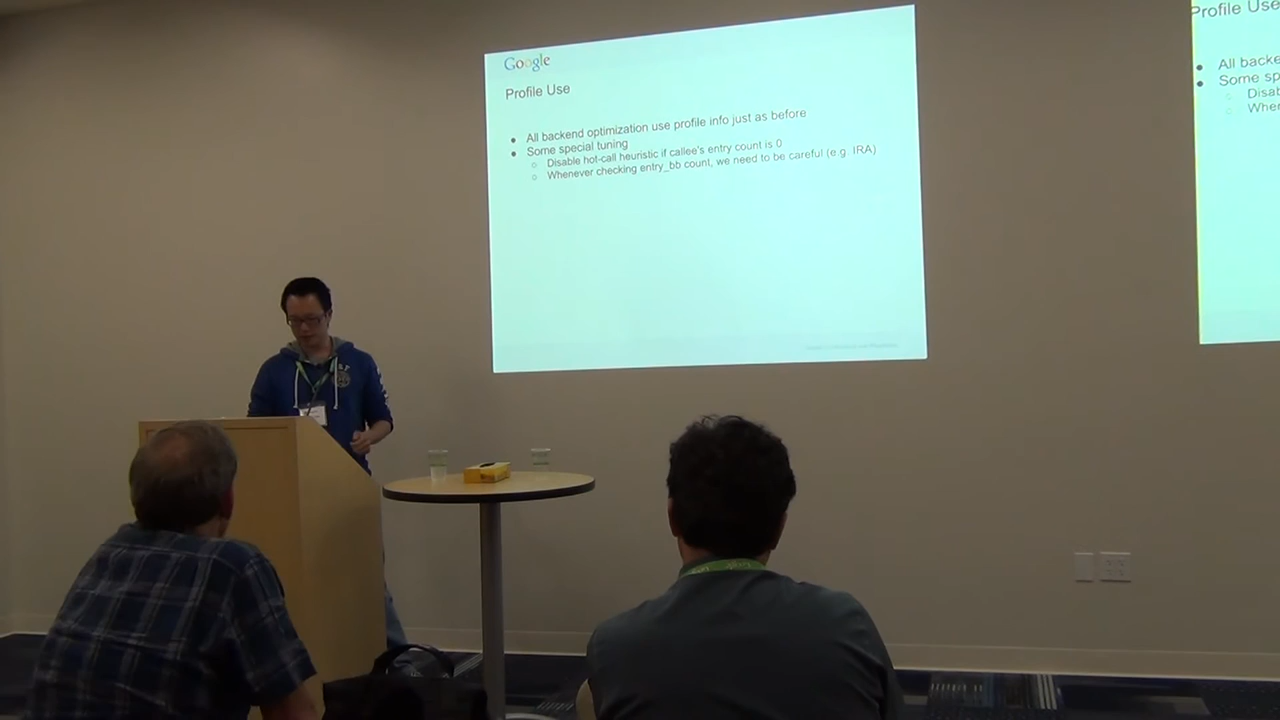 Google
Profile Use
All backend optimization use profile info just as before
Some special tuning
Disable hot-call heuristic if callee's entry count is 0
Whenever checking entry_bb count, we need to be careful (e.g. IRA)
Profile Use
All backe
Some sp
Disab
When